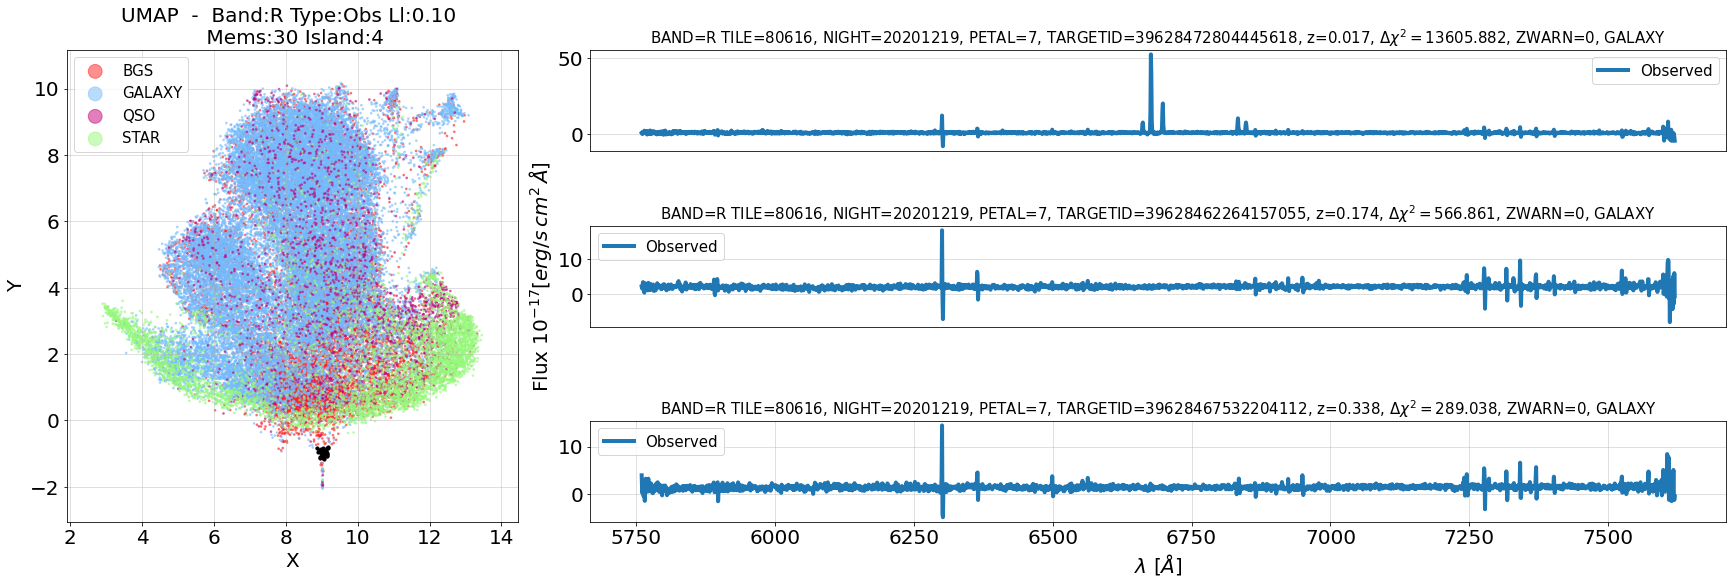 UMAP - Band:R Type:Obs Ll:0.10
Mems:30 Island:4
BGS
GALAXY
QSO
STAR
10
8
6
4
2
0
−2
Y
2
4
6
8
10
12
14
X
BAND=R TILE=80616, NIGHT=20201219, PETAL=7, TARGETID=39628472804445618, z=0.017, Δχ² = 13605.882, ZWARN=0, GALAXY
50
0
Observed
BAND=R TILE=80616, NIGHT=20201219, PETAL=7, TARGETID=39628462264157055, z=0.174, Δχ² = 566.861, ZWARN=0, GALAXY
10
0
Observed
Flux 10⁻¹⁷[erg/s cm² Å]
BAND=R TILE=80616, NIGHT=20201219, PETAL=7, TARGETID=39628467532204112, z=0.338, Δχ² = 289.038, ZWARN=0, GALAXY
10
0
Observed
5750
6000
6250
6500
6750
7000
7250
7500
λ [Å]